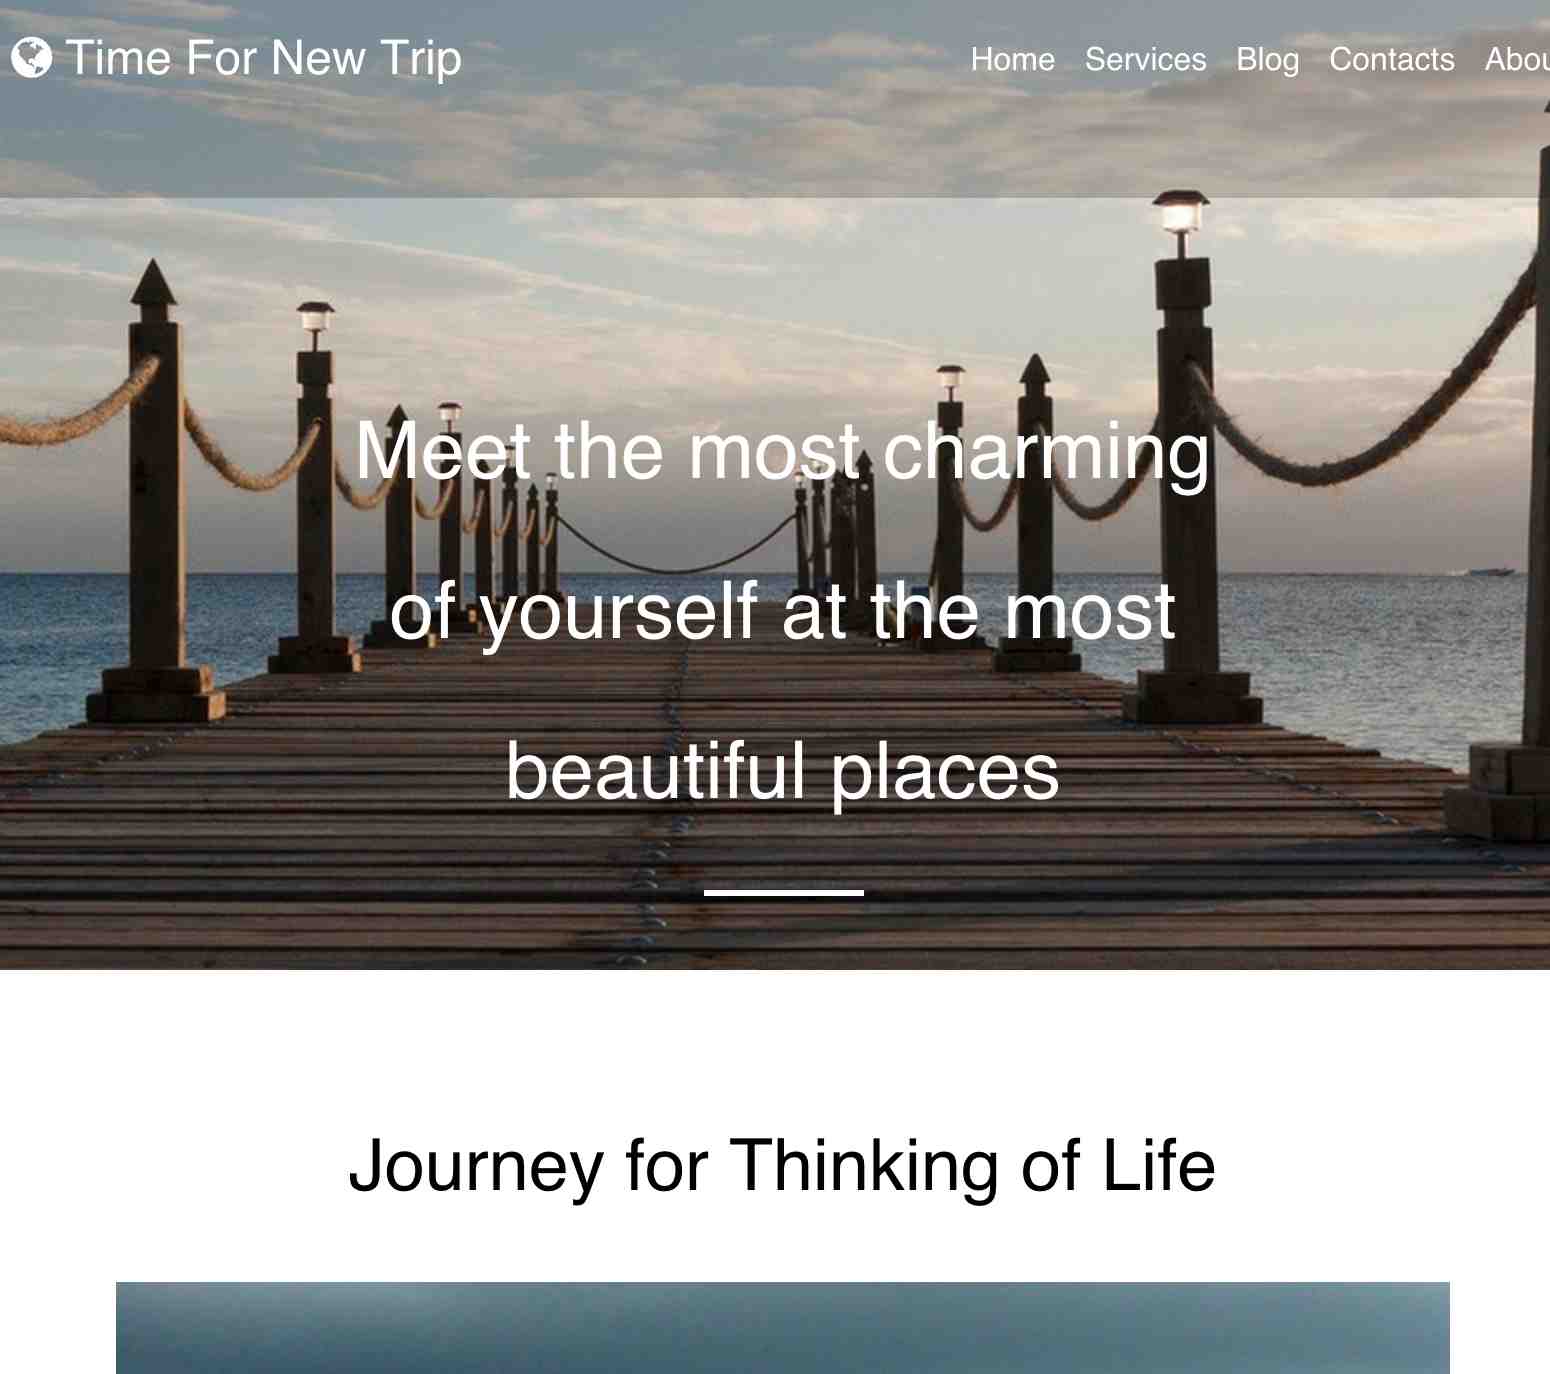 Time For New Trip
Home Services Blog Contacts Abou
Meet the most charming
of yourself at the most
beautiful places
Journey for Thinking of Life